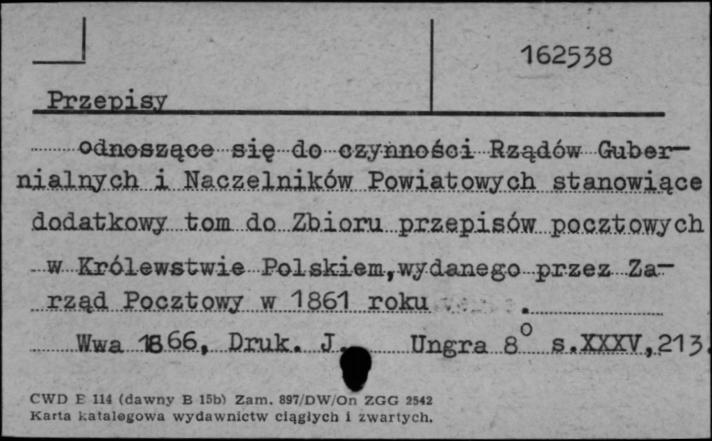 162538
Przepisy
odnoszące się do czynności Rządów Guber-
nialnych i Naczelników Powiatowych stanowiące
dodatkowy tom do Zbioru przepisów pocztowych
w Królewstwie Polskiem,wydanego przez Za-
rząd Pocztowy w 1861 roku .
Wwa 1866, Druk. J. Ungra 8° s.XXXV,213.
CWD E 114 (dawny B 15b) Zam. 897/DW/On ZGG 2542
Karta katalogowa wydawnictw ciągłych i zwartych.